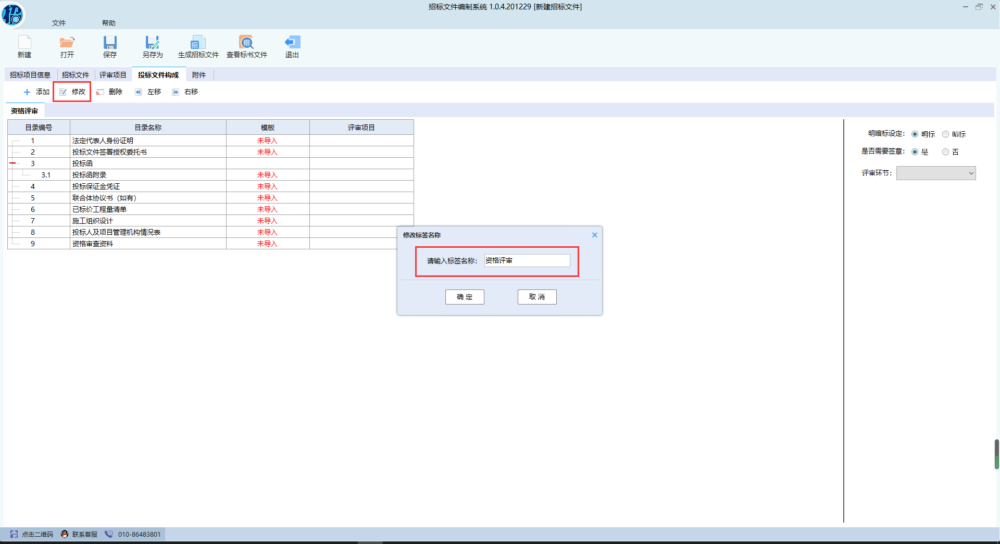 招标文件编制系统 1.0.4.201229 [新建招标文件]
招
文件 帮助
新建 打开 保存 另存为 生成招标文件 查看标书文件 退出
招标项目信息 招标文件 评审项目 投标文件构成 附件
添加 修改 删除 左移 右移
资格评审
目录编号 目录名称 模板 评审项目
1 法定代表人身份证明 未导入
2 投标文件签署授权委托书 未导入
3 投标函
3.1 投标函附录 未导入
4 投标保证金凭证 未导入
5 联合体协议书（如有） 未导入
6 已标价工程量清单 未导入
7 施工组织设计 未导入
8 投标人及项目管理机构情况表 未导入
9 资格审查资料 未导入
明暗标设定： 明标 暗标
是否需要签章： 是 否
评审环节：
修改标签名称
请输入标签名称： 资格评审
确 定 取 消
点击二维码 联系客服 010-86483801